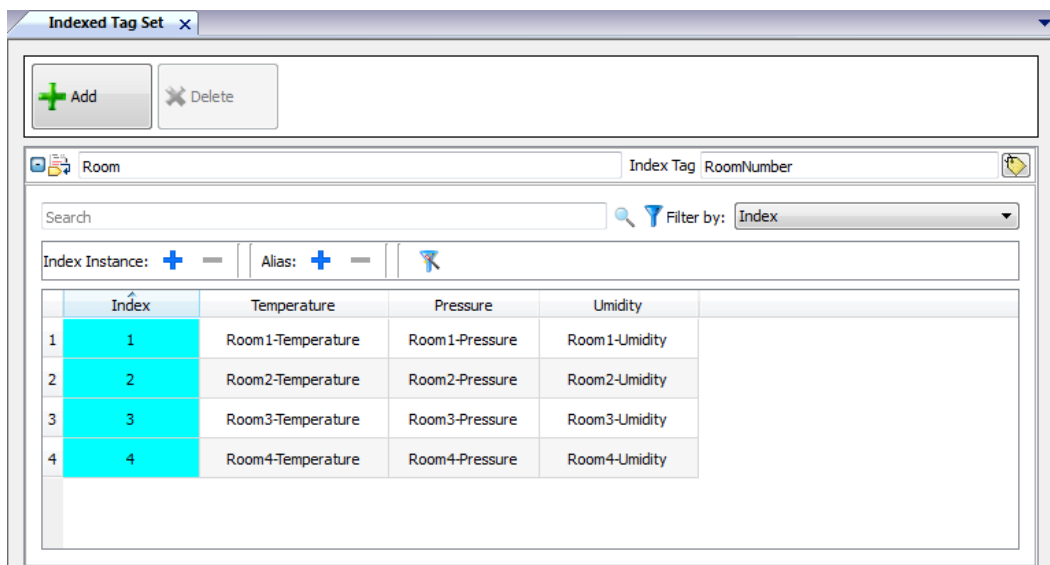 Indexed Tag Set x
Add Delete
Room Index Tag RoomNumber
Search Filter by: Index
Index Instance: Alias:
Index Temperature Pressure Umidity
1 1 Room1-Temperature Room1-Pressure Room1-Umidity
2 2 Room2-Temperature Room2-Pressure Room2-Umidity
3 3 Room3-Temperature Room3-Pressure Room3-Umidity
4 4 Room4-Temperature Room4-Pressure Room4-Umidity